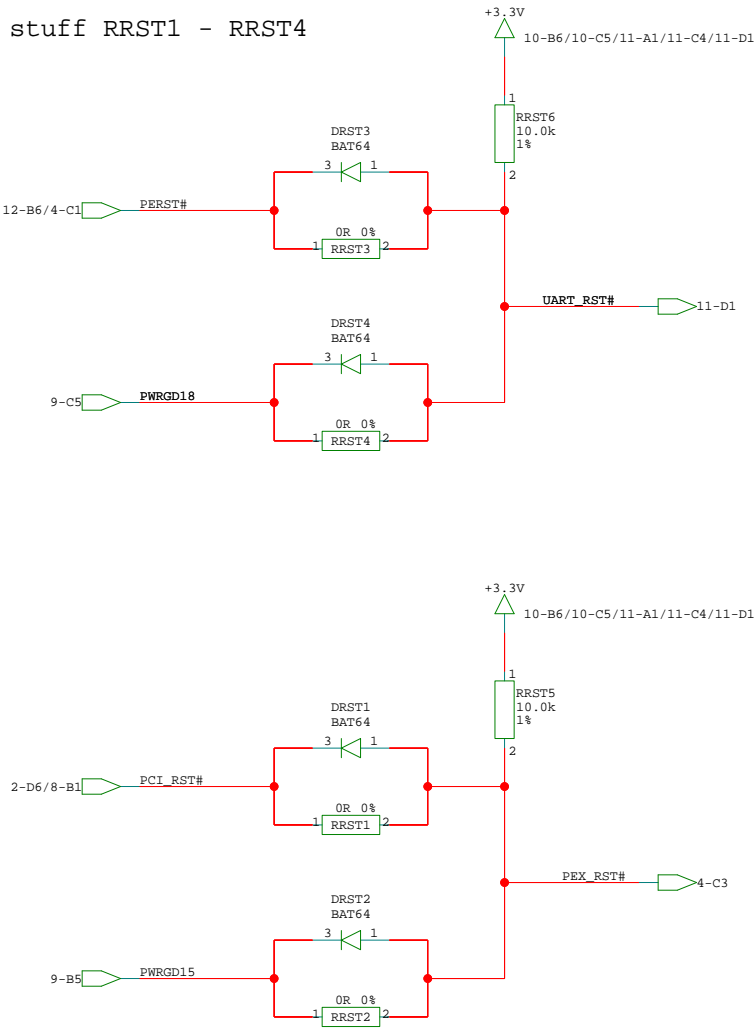 stuff RRST1 - RRST4
+3.3V
10-B6/10-C5/11-A1/11-C4/11-D1
1
RRST6
10.0k
1%
2
DRST3
BAT64
3 1
12-B6/4-C1 PERST#
0R 0%
1 RRST3 2
UART_RST# 11-D1
DRST4
BAT64
3 1
9-C5 PWRGD18
0R 0%
1 RRST4 2
+3.3V
10-B6/10-C5/11-A1/11-C4/11-D1
1
RRST5
10.0k
1%
2
DRST1
BAT64
3 1
2-D6/8-B1 PCI_RST#
0R 0%
1 RRST1 2
PEX_RST# 4-C3
DRST2
BAT64
3 1
9-B5 PWRGD15
0R 0%
1 RRST2 2